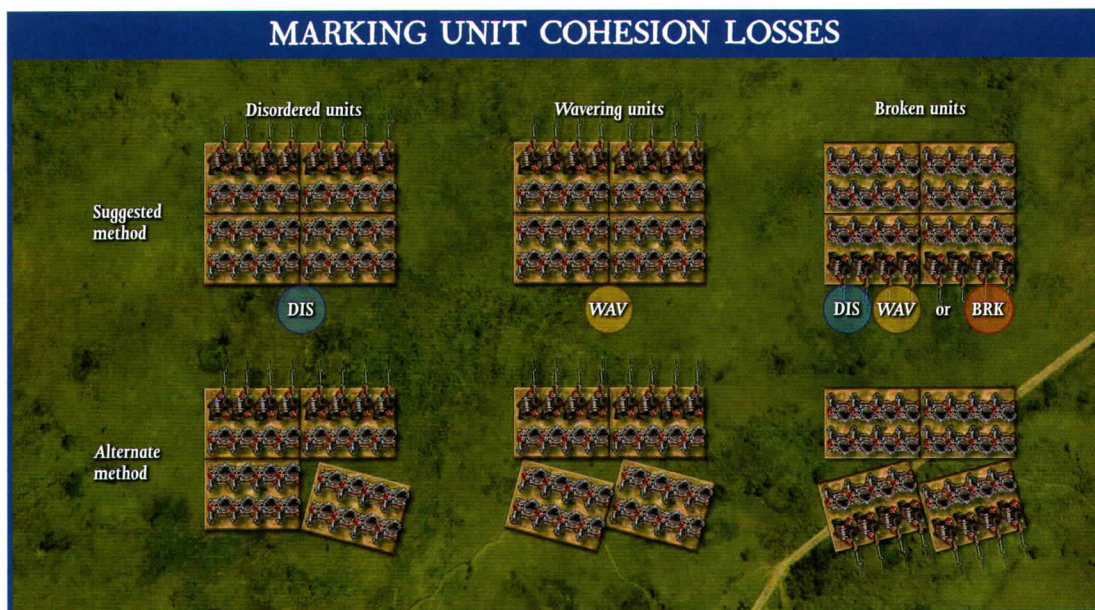 MARKING UNIT COHESION LOSSES
Disordered units
Wavering units
Broken units
Suggested
method
DIS
WAV
DIS WAV or BRK
Alternate
method